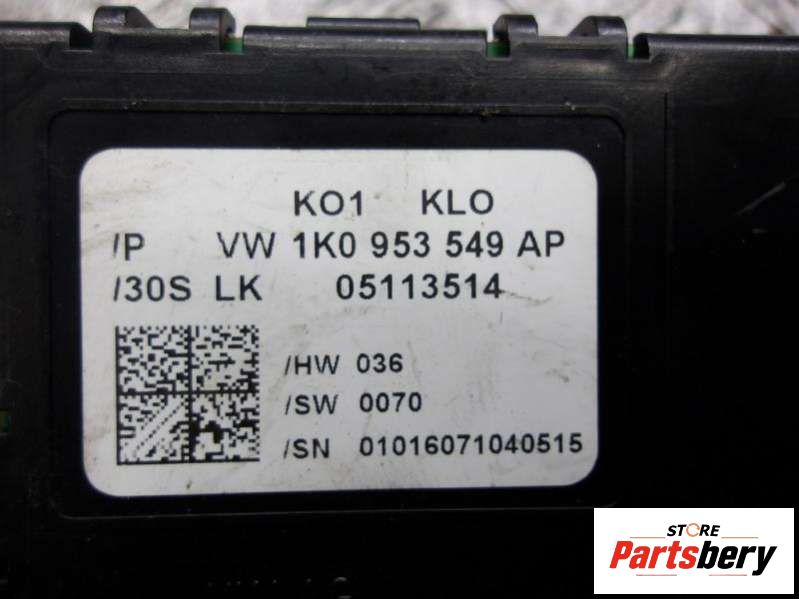 KO1 KLO
/P VW 1K0 953 549 AP
/30S LK 05113514
/HW 036
/SW 0070
/SN 01016071040515
STORE
Partsbery